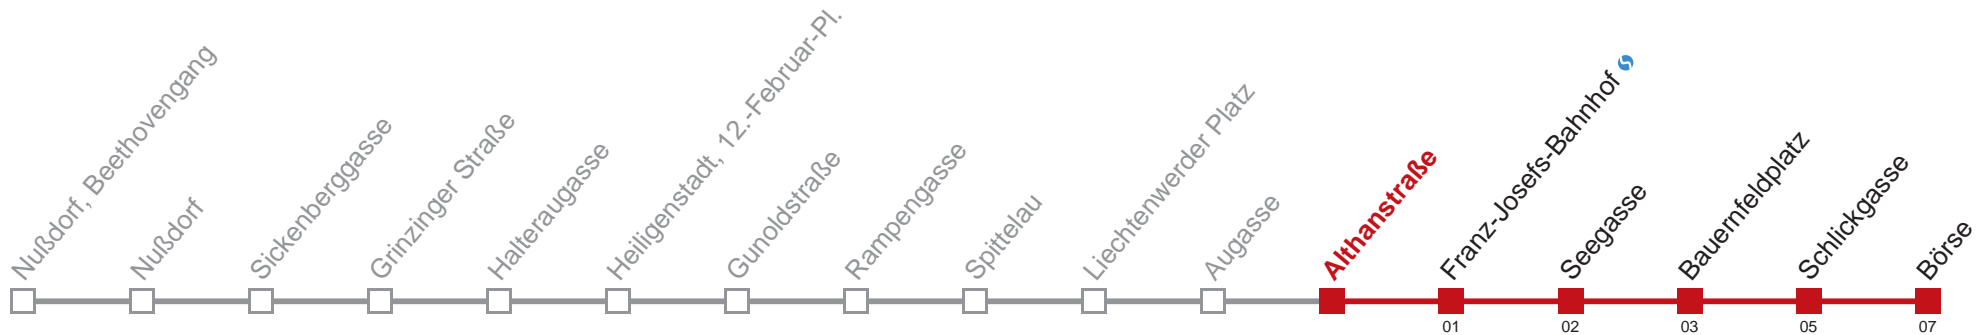 Nußdorf, Beethovengang
Nußdorf
Sickenberggasse
Grinzinger Straße
Halteraugasse
Heiligenstadt, 12.-Februar-Pl.
Gunoldstraße
Rampengasse
Spittelau
Liechtenwerder Platz
Augasse
Althanstraße
Franz-Josefs-Bahnhof
Seegasse
Bauernfeldplatz
Schlickgasse
Börse
01
02
03
05
07